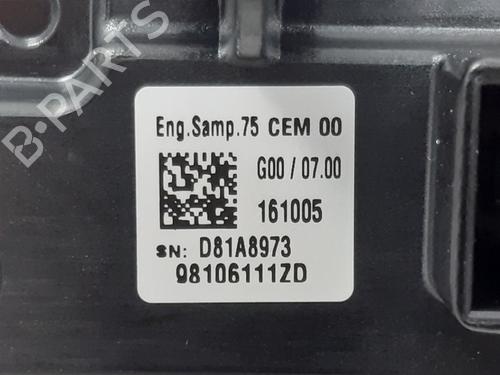 B-PARTS
Eng.Samp.75 CEM 00
G00 / 07.00
161005
SN: D81A8973
98106111ZD